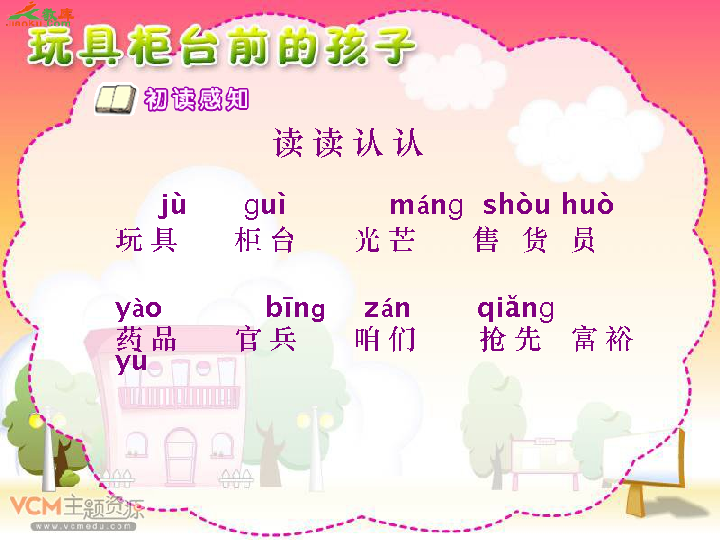 玩具柜台前的孩子
初读感知
读读认认
jù guì máng shòu huò
玩具 柜台 光芒 售货员
yào bīng zán qiǎng
药品 官兵 咱们 抢先 富裕
yù
VCM主题资源
www.vcmedu.com